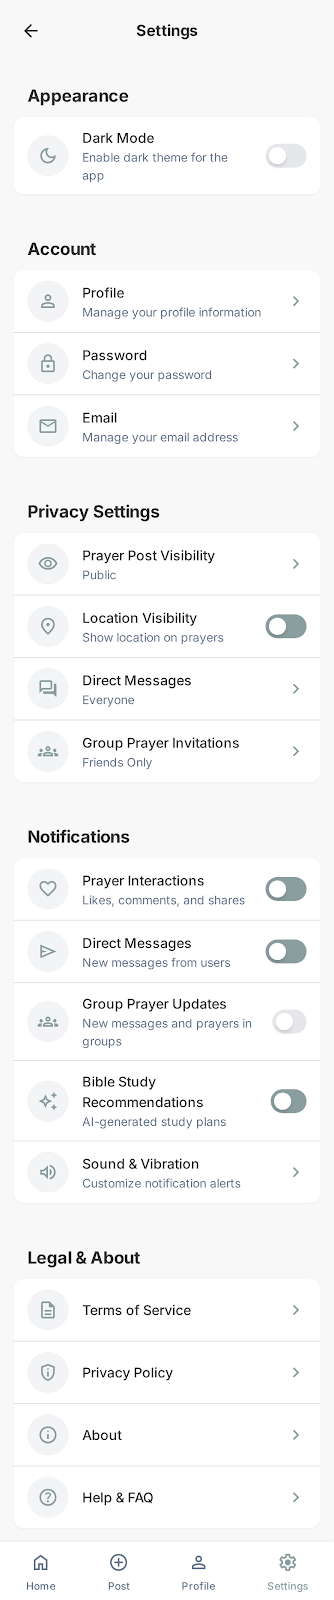 Settings
Appearance
Dark Mode
Enable dark theme for the
app
Account
Profile
Manage your profile information
Password
Change your password
Email
Manage your email address
Privacy Settings
Prayer Post Visibility
Public
Location Visibility
Show location on prayers
Direct Messages
Everyone
Group Prayer Invitations
Friends Only
Notifications
Prayer Interactions
Likes, comments, and shares
Direct Messages
New messages from users
Group Prayer Updates
New messages and prayers in
groups
Bible Study
Recommendations
AI-generated study plans
Sound & Vibration
Customize notification alerts
Legal & About
Terms of Service
Privacy Policy
About
Help & FAQ
Home Post Profile Settings